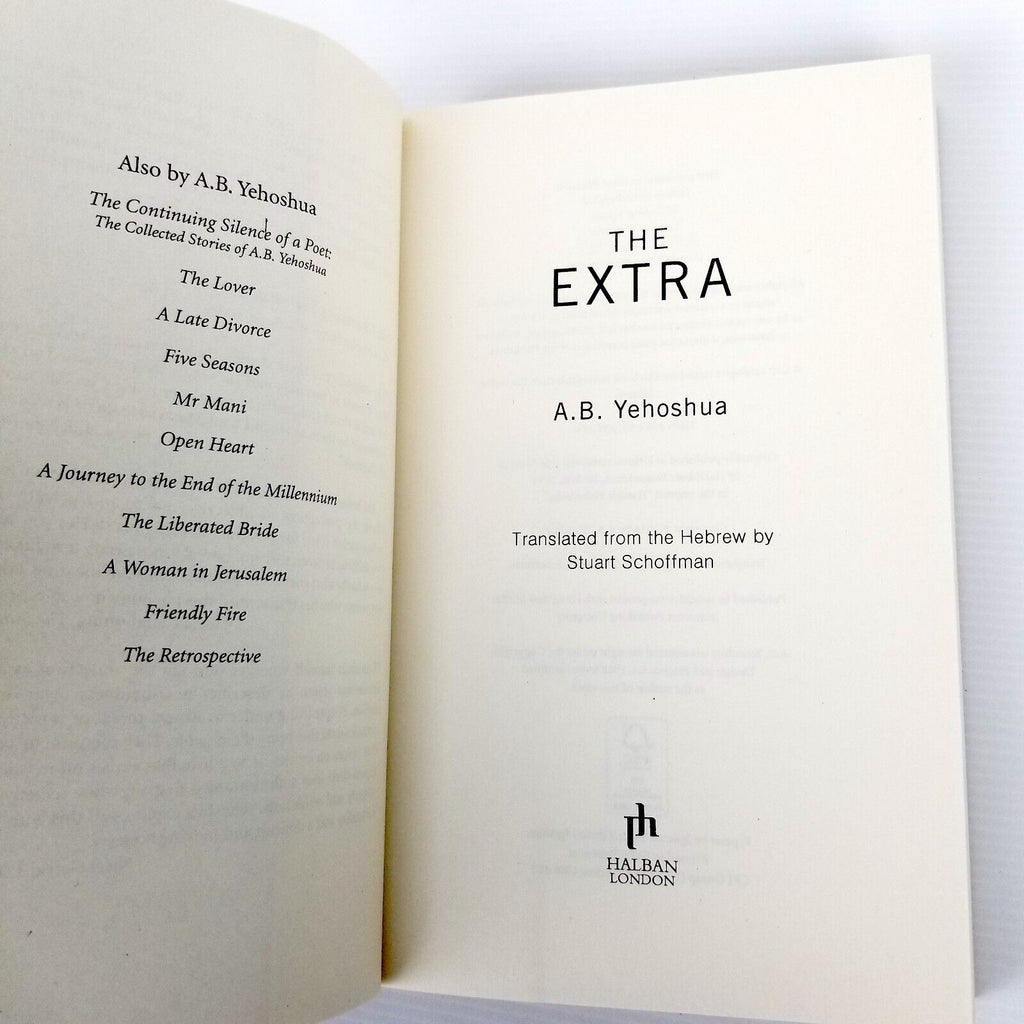 Also by A.B. Yehoshua
The Continuing Silence of a Poet:
The Collected Stories of A.B. Yehoshua
The Lover
A Late Divorce
Five Seasons
Mr Mani
Open Heart
A Journey to the End of the Millennium
The Liberated Bride
A Woman in Jerusalem
Friendly Fire
The Retrospective
THE
EXTRA
A.B. Yehoshua
Translated from the Hebrew by
Stuart Schoffman
HALBAN
LONDON